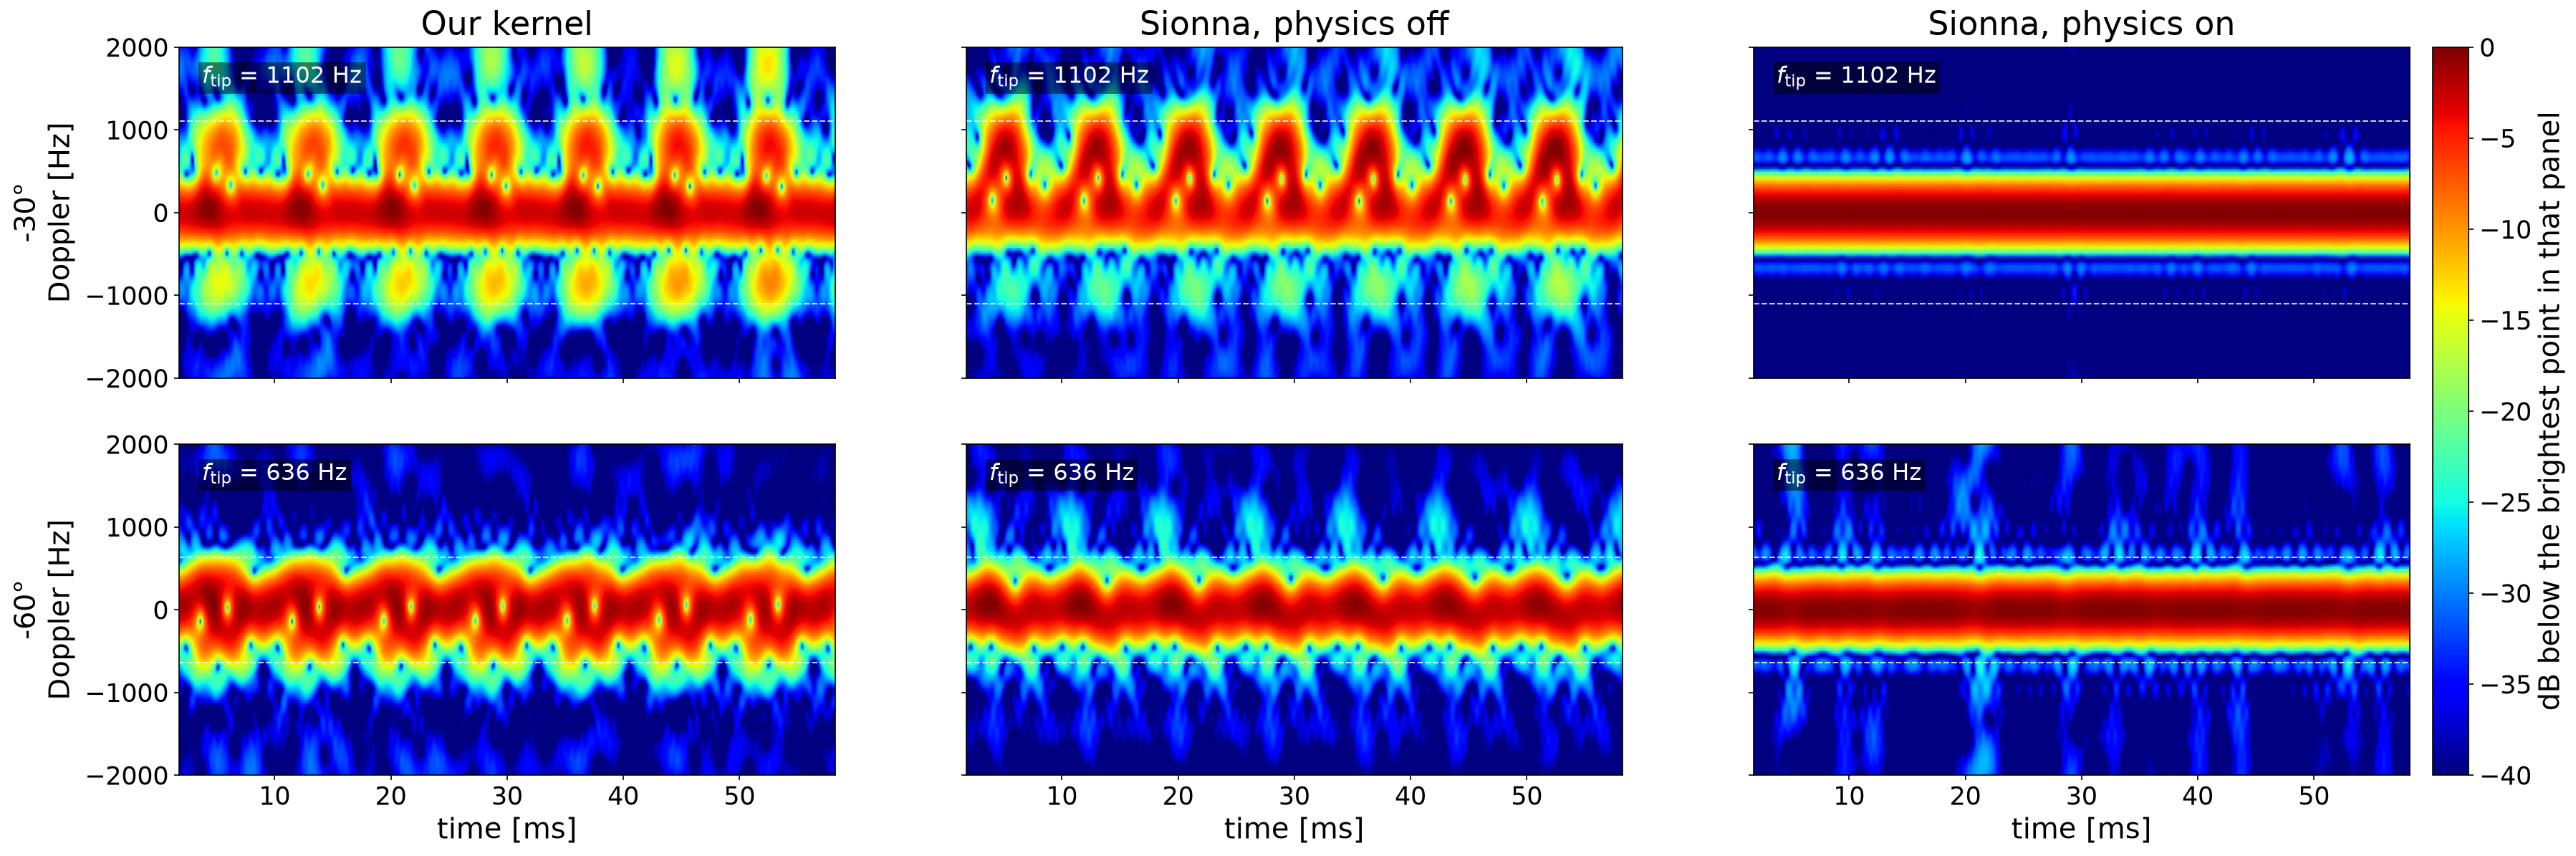 Our kernel
Sionna, physics off
Sionna, physics on
-30°
Doppler [Hz]
2000
1000
0
−1000
−2000
f_tip = 1102 Hz
f_tip = 1102 Hz
f_tip = 1102 Hz
-60°
Doppler [Hz]
2000
1000
0
−1000
−2000
f_tip = 636 Hz
f_tip = 636 Hz
f_tip = 636 Hz
10 20 30 40 50
10 20 30 40 50
10 20 30 40 50
time [ms]
time [ms]
time [ms]
0
−5
−10
−15
−20
−25
−30
−35
−40
dB below the brightest point in that panel